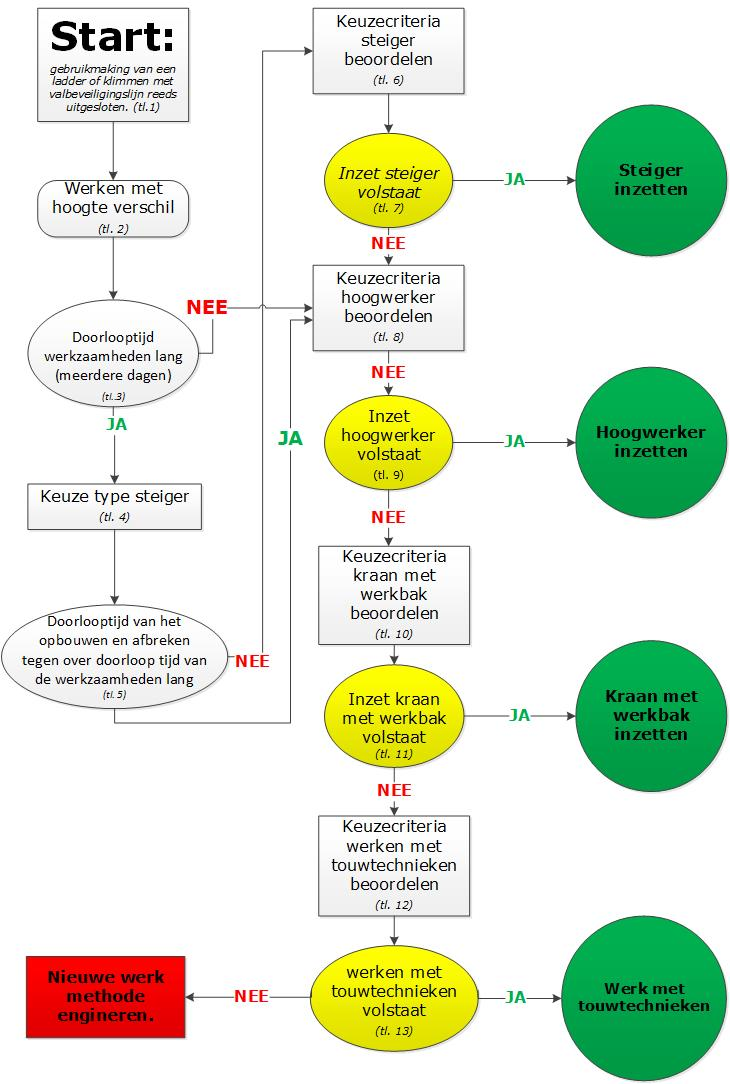 Start:
gebruikmaking van een
ladder of klimmen met
valbeveiligingslijn reeds
uitgesloten. (tl.1)
Werken met
hoogte verschil
(tl. 2)
Doorlooptijd
werkzaamheden lang
(meerdere dagen)
(tl..3)
NEE
JA
Keuze type steiger
(tl. 4)
Doorlooptijd van het
opbouwen en afbreken
tegen over doorloop tijd van
de werkzaamheden lang
(tl. 5)
NEE
JA
Keuzecriteria
steiger
beoordelen
(tl. 6)
Inzet steiger
volstaat
(tl. 7)
JA
Steiger
inzetten
NEE
Keuzecriteria
hoogwerker
beoordelen
(tl. 8)
NEE
Inzet
hoogwerker
volstaat
(tl. 9)
JA
Hoogwerker
inzetten
NEE
Keuzecriteria
kraan met
werkbak
beoordelen
(tl. 10)
Inzet kraan
met werkbak
volstaat
(tl. 11)
JA
Kraan met
werkbak
inzetten
NEE
Keuzecriteria
werken met
touwtechnieken
beoordelen
(tl. 12)
werken met
touwtechnieken
volstaat
(tl. 13)
JA
Werk met
touwtechnieken
NEE
Nieuwe werk
methode
engineren.